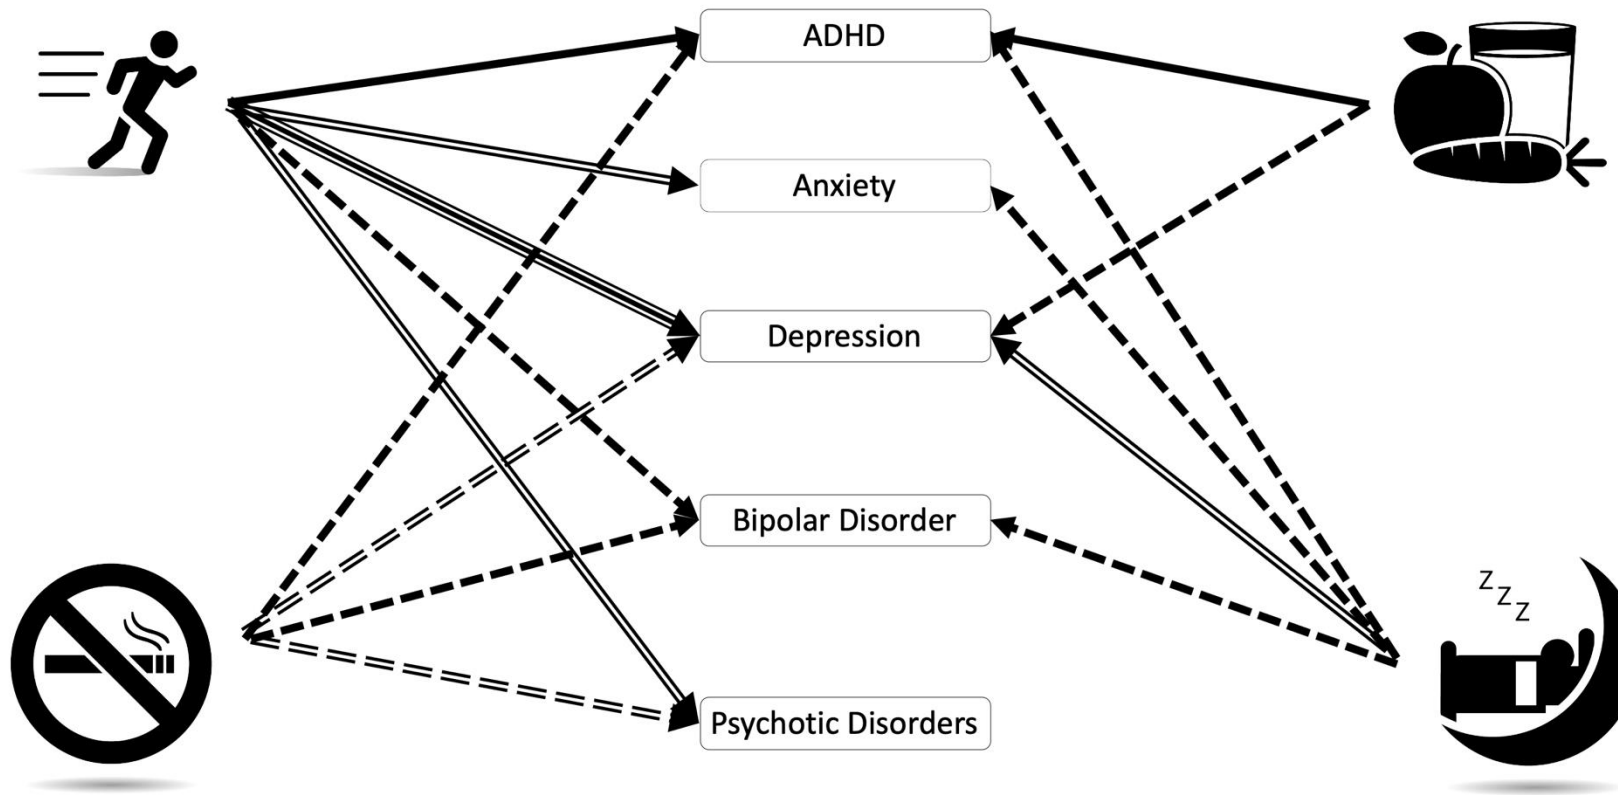 ADHD
Anxiety
Depression
Bipolar Disorder
Psychotic Disorders
z
z
z